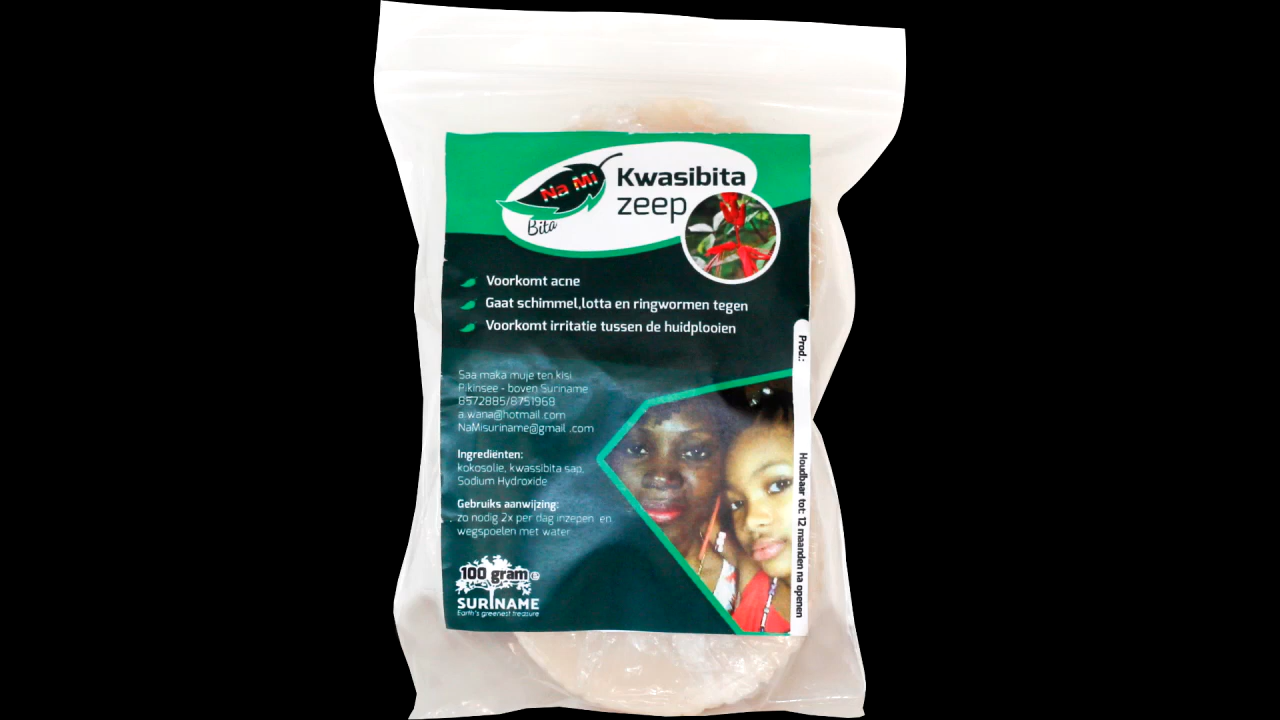 Na Mi
Bita
Kwasibita
zeep
Voorkomt acne
Gaat schimmel,lotta en ringwormen tegen
Voorkomt irritatie tussen de huidplooien
Saa maka muje ten kisi
Pikinsee - boven Suriname
8572885/8751968
a.wana@hotmail.com
NaMisuriname@gmail .com
Ingredienten:
kokosolie, kwassibita sap,
Sodium Hydroxide
Gebruiks aanwijzing:
zo nodig 2x per dag inzepen en
wegspoelen met water
100 gram
SURINAME
Earth's greenest treasure
Prod.:
Houdbaar tot: 12 maanden na openen